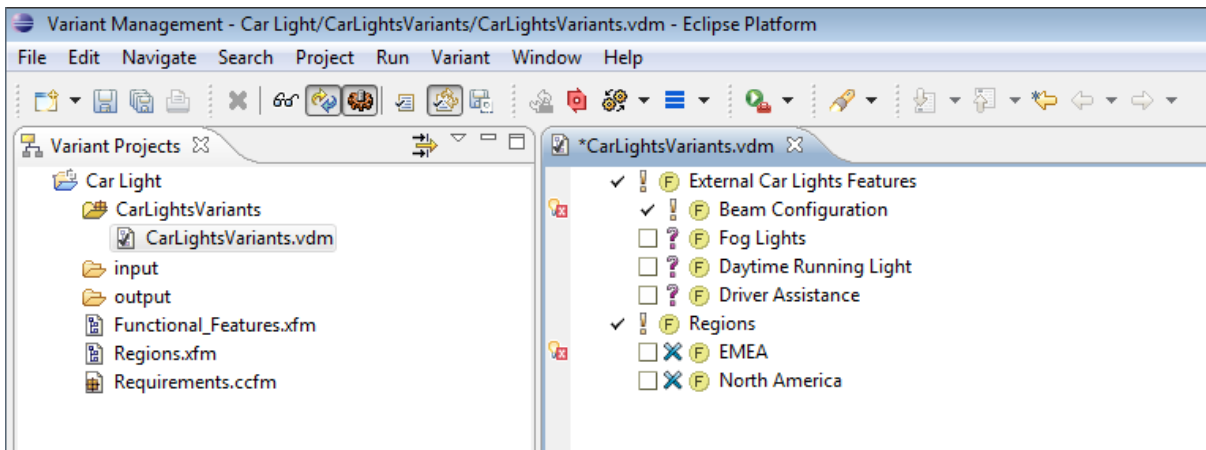 Variant Management - Car Light/CarLightsVariants/CarLightsVariants.vdm - Eclipse Platform
File Edit Navigate Search Project Run Variant Window Help
Variant Projects
Car Light
CarLightsVariants
CarLightsVariants.vdm
input
output
Functional_Features.xfm
Regions.xfm
Requirements.ccfm
*CarLightsVariants.vdm
! F External Car Lights Features
! F Beam Configuration
? F Fog Lights
? F Daytime Running Light
? F Driver Assistance
! F Regions
F EMEA
F North America